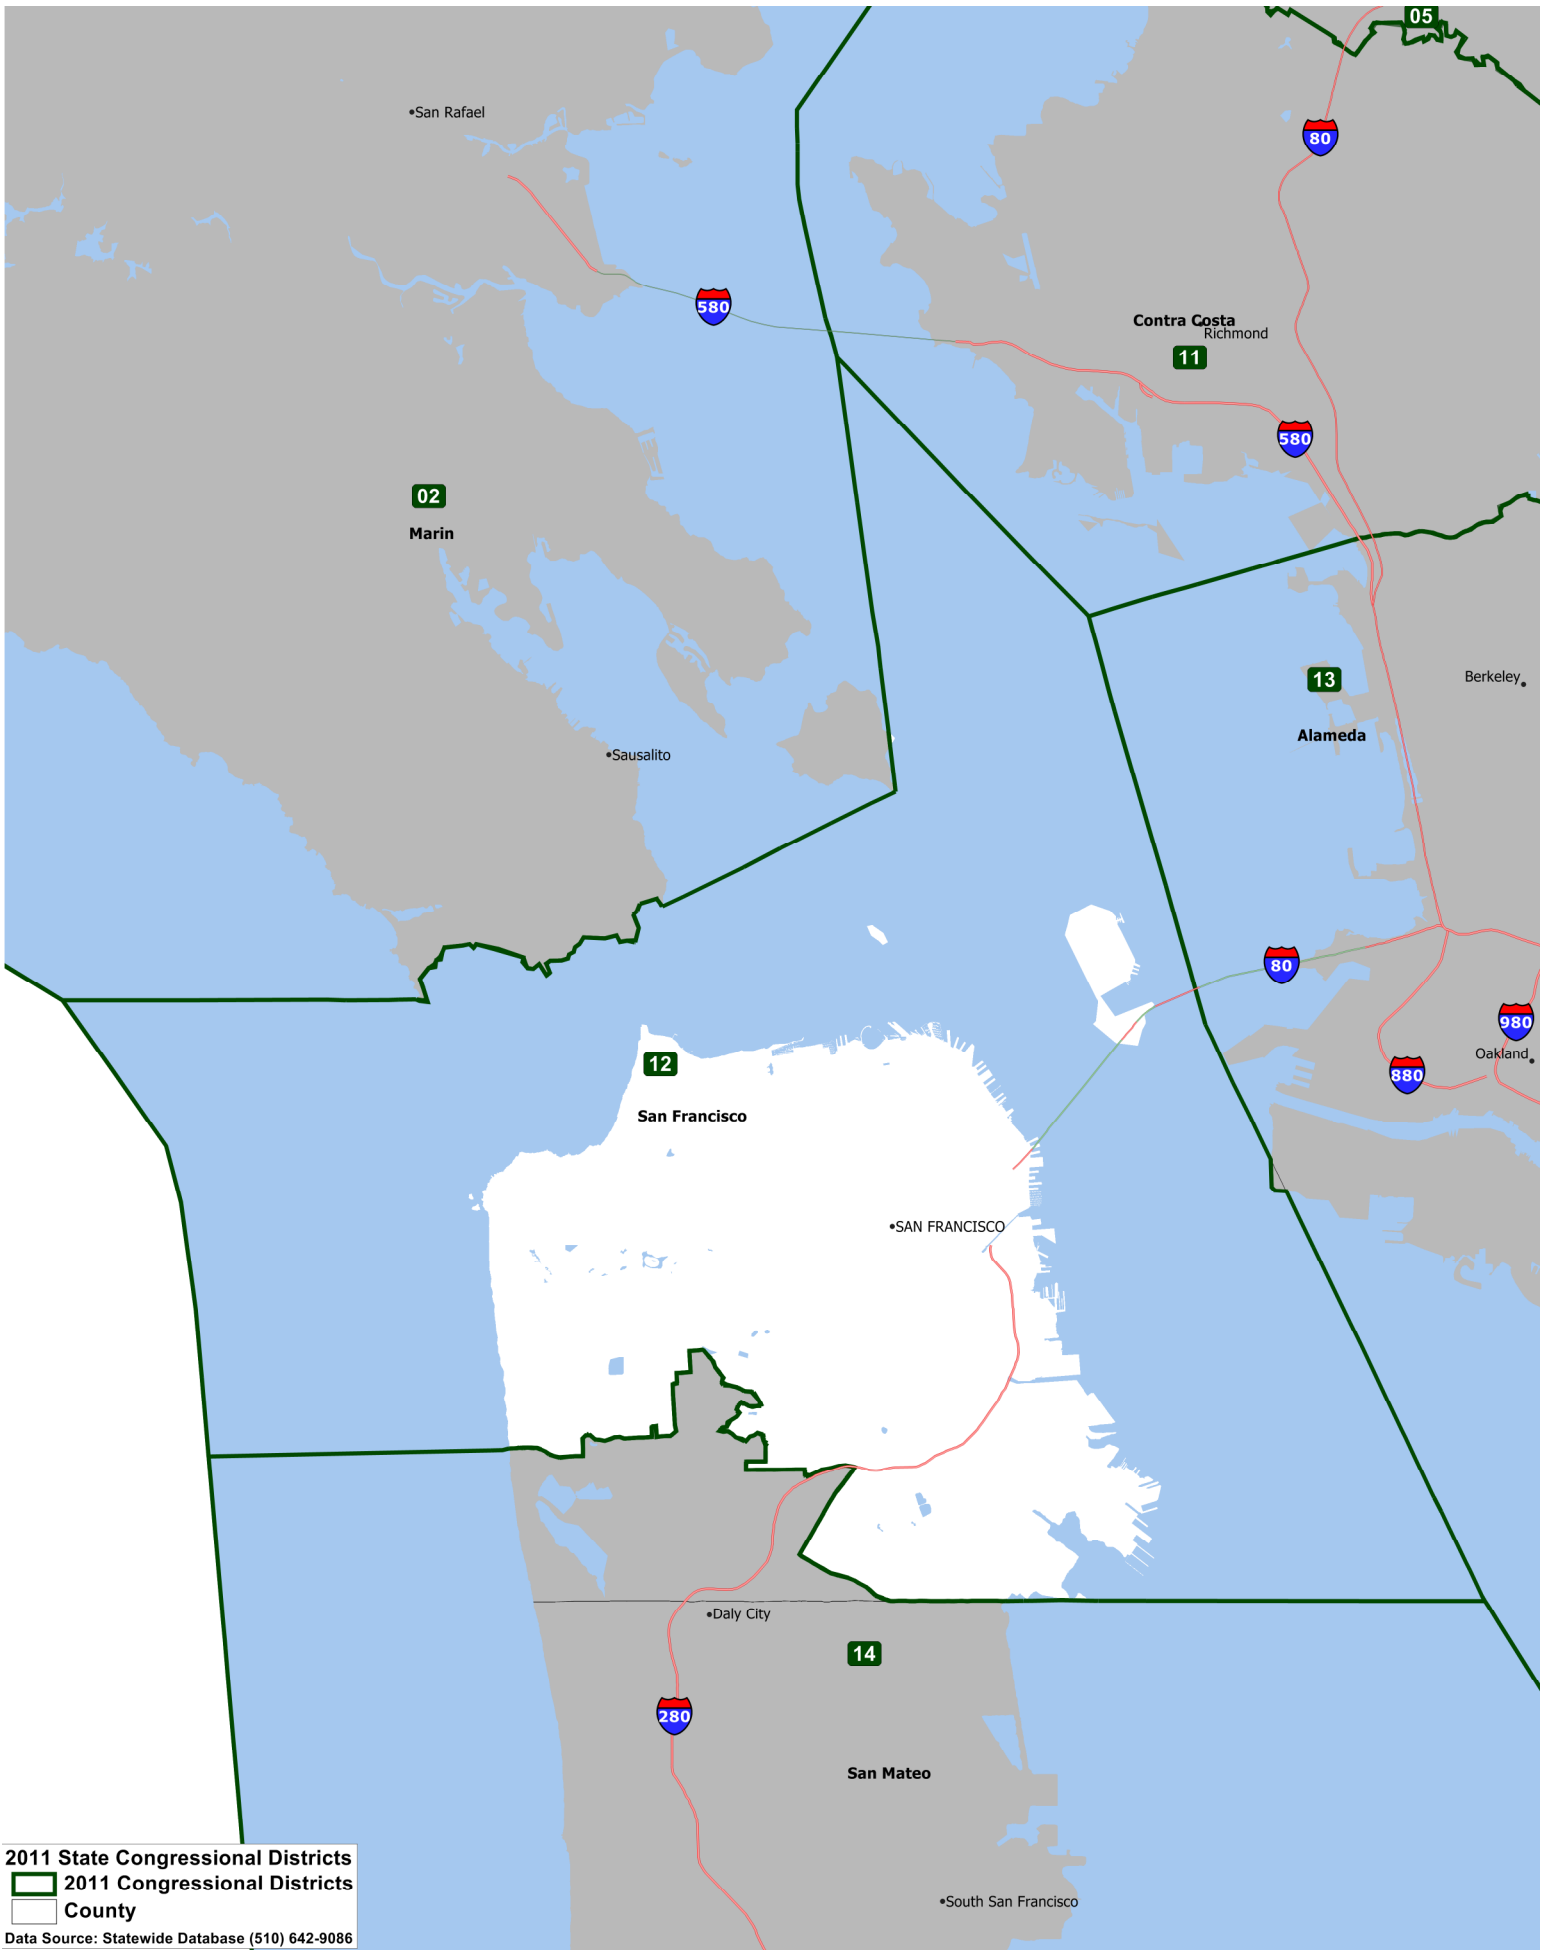 05
San Rafael
80
580
Contra Costa
Richmond
11
580
02
Marin
Berkeley
13
Alameda
Sausalito
80
980
Oakland
12
880
San Francisco
SAN FRANCISCO
Daly City
14
280
San Mateo
South San Francisco
2011 State Congressional Districts
2011 Congressional Districts
County
Data Source: Statewide Database (510) 642-9086